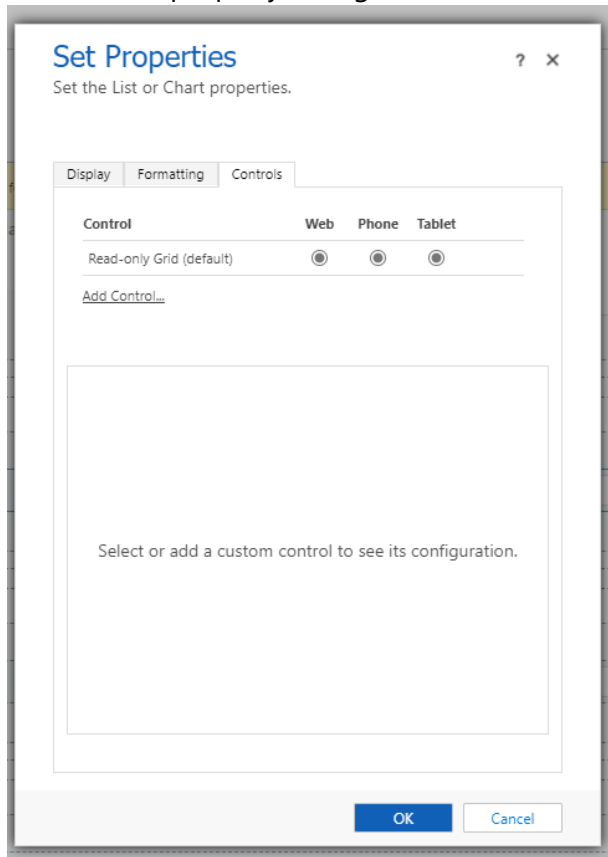 Set Properties ? ×
Set the List or Chart properties.
Display Formatting Controls
Control Web Phone Tablet
Read-only Grid (default)
Add Control...
Select or add a custom control to see its configuration.
OK Cancel